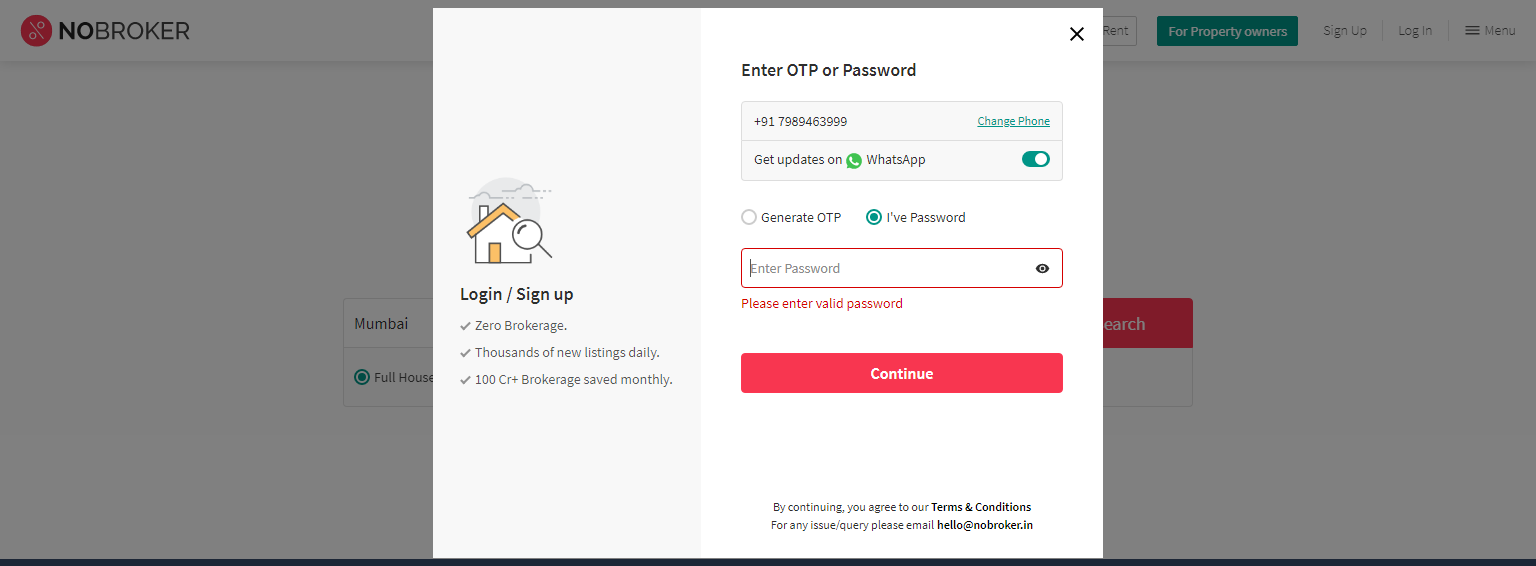 NOBROKER
Rent
For Property owners
Sign Up
Log In
Menu
Enter OTP or Password
+91 7989463999
Change Phone
Get updates on WhatsApp
Generate OTP
I've Password
Enter Password
Please enter valid password
Continue
By continuing, you agree to our Terms & Conditions
For any issue/query please email hello@nobroker.in
Login / Sign up
Zero Brokerage.
Thousands of new listings daily.
100 Cr+ Brokerage saved monthly.
Mumbai
earch
Full House